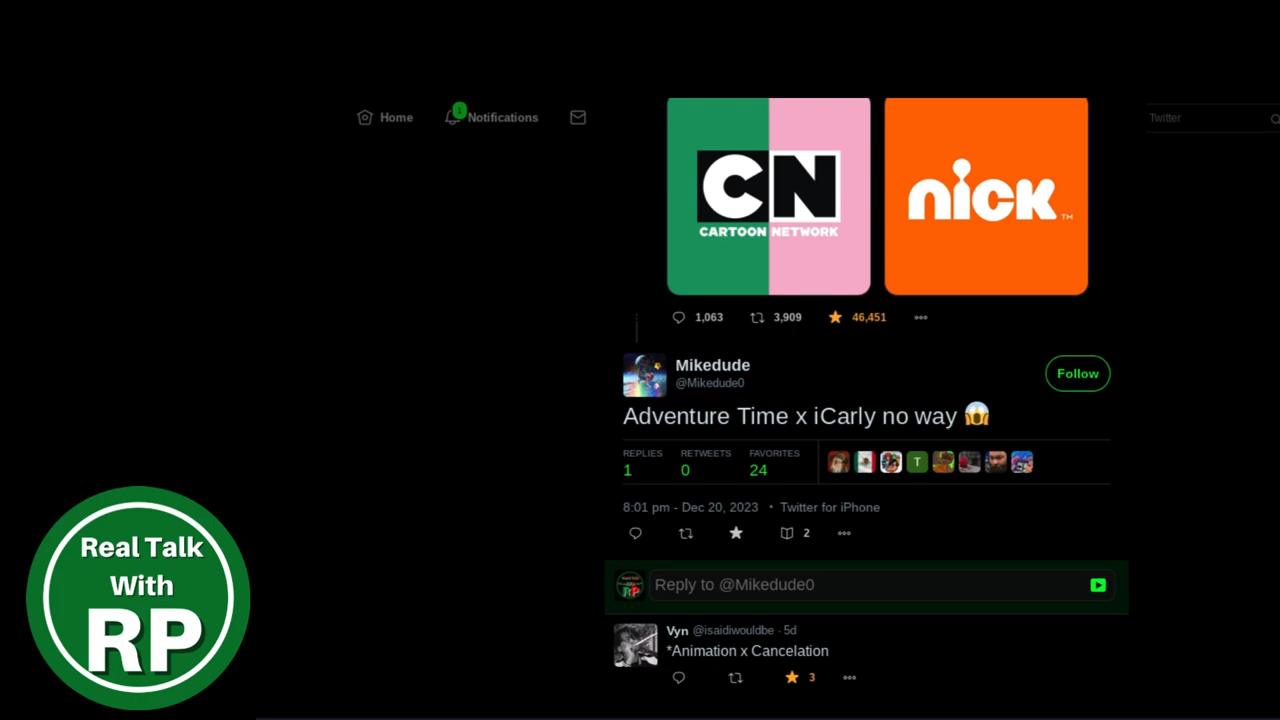 Home
1
Notifications
Twitter
CN
CARTOON NETWORK
nick
TM
1,063
3,909
46,451
Mikedude
@Mikedude0
Follow
Adventure Time x iCarly no way 😱
REPLIES RETWEETS FAVORITES
1 0 24
T
8:01 pm - Dec 20, 2023 • Twitter for iPhone
2
Reply to @Mikedude0
Vyn @isaidiwouldbe · 5d
*Animation x Cancelation
3
Real Talk
With
RP